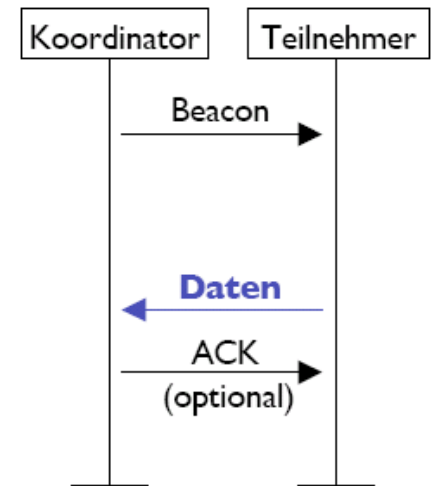 Koordinator Teilnehmer
Beacon
Daten
ACK
(optional)